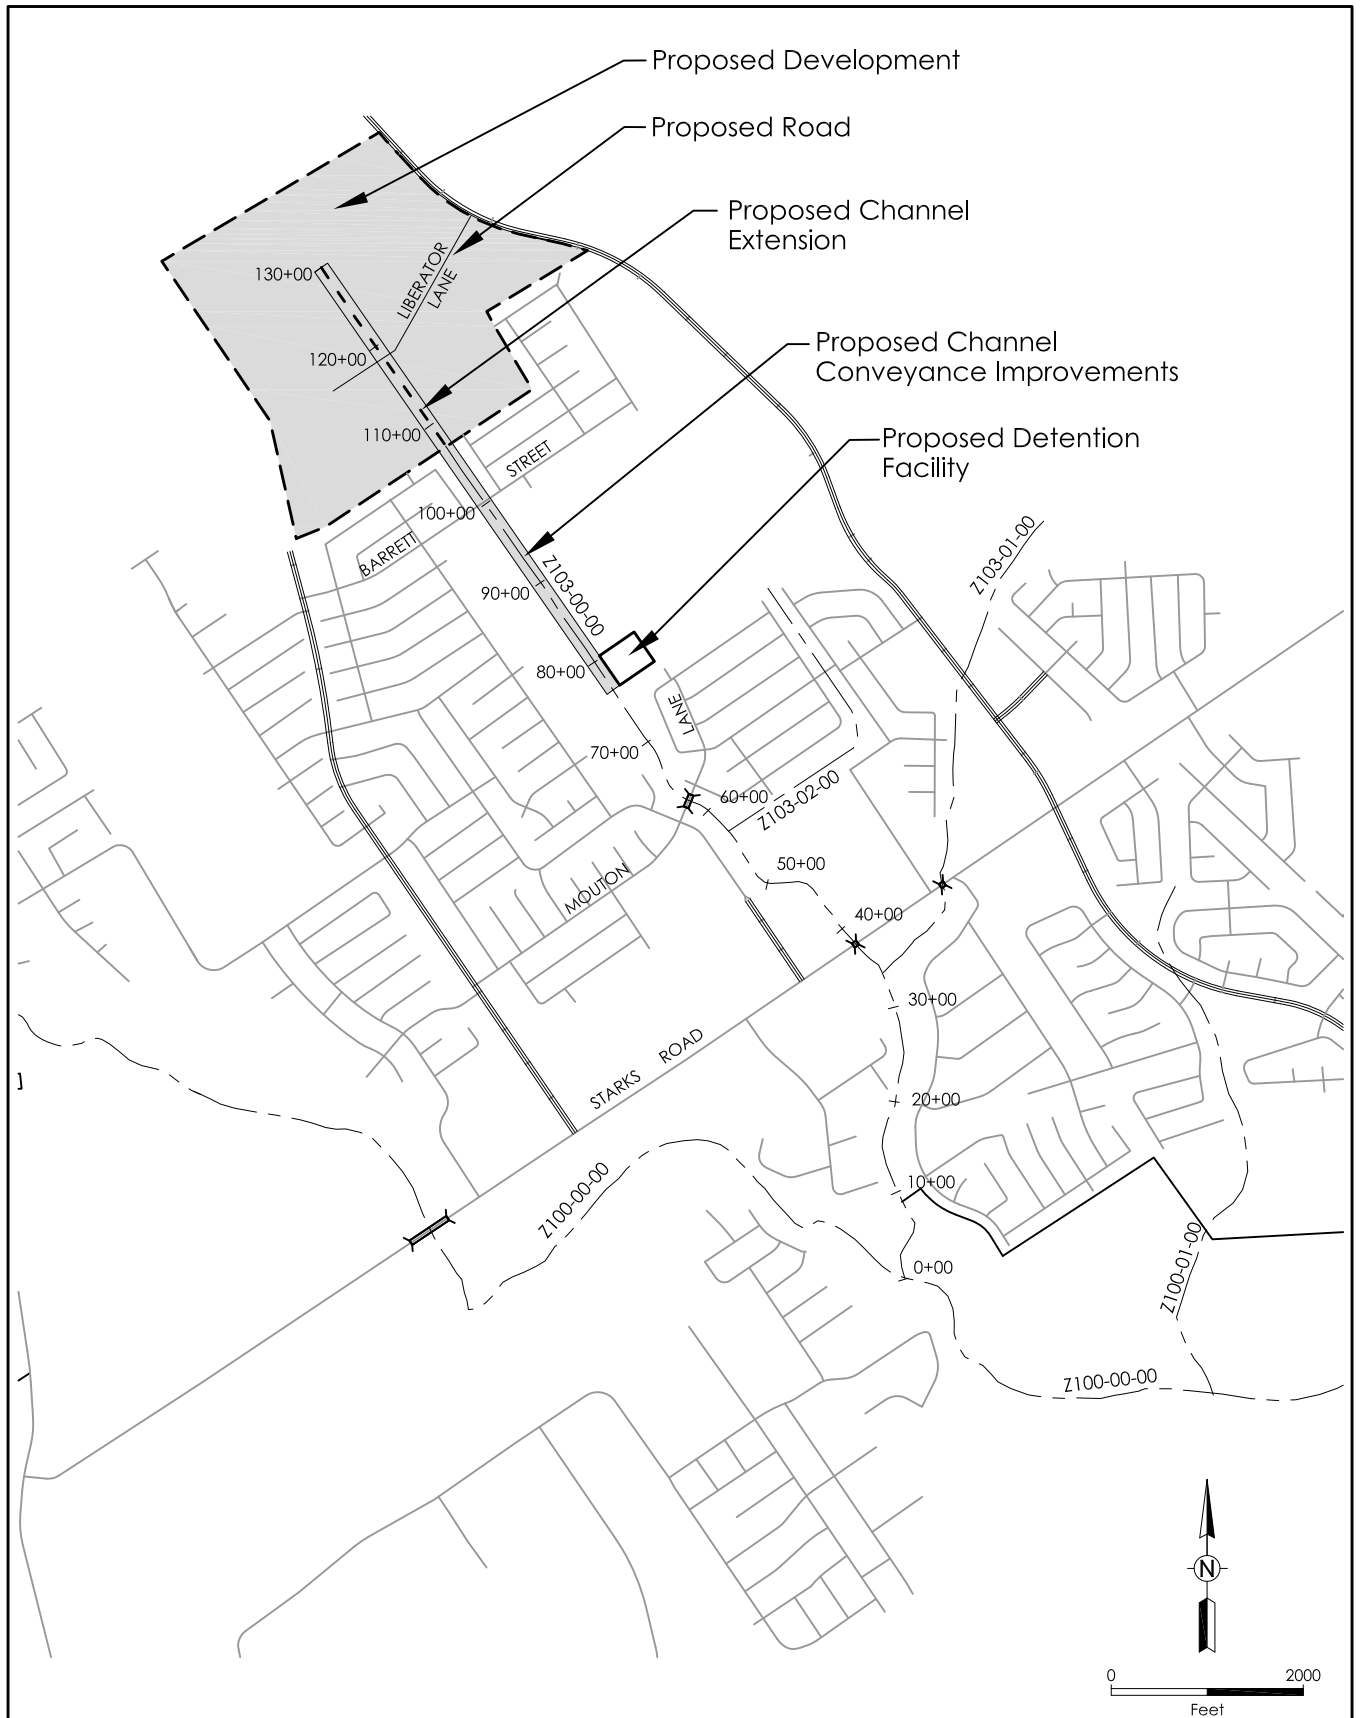 Proposed Development
Proposed Road
Proposed Channel
Extension
130+00
LIBERATOR
LANE
120+00
Proposed Channel
Conveyance Improvements
110+00
Proposed Detention
Facility
STREET
100+00
BARRETT
Z103-01-00
90+00
Z103-00-00
80+00
LANE
70+00
60+00
Z103-02-00
50+00
MOUTON
40+00
30+00
STARKS ROAD
20+00
10+00
Z100-00-00
0+00
Z100-01-00
Z100-00-00
N
0 2000
Feet